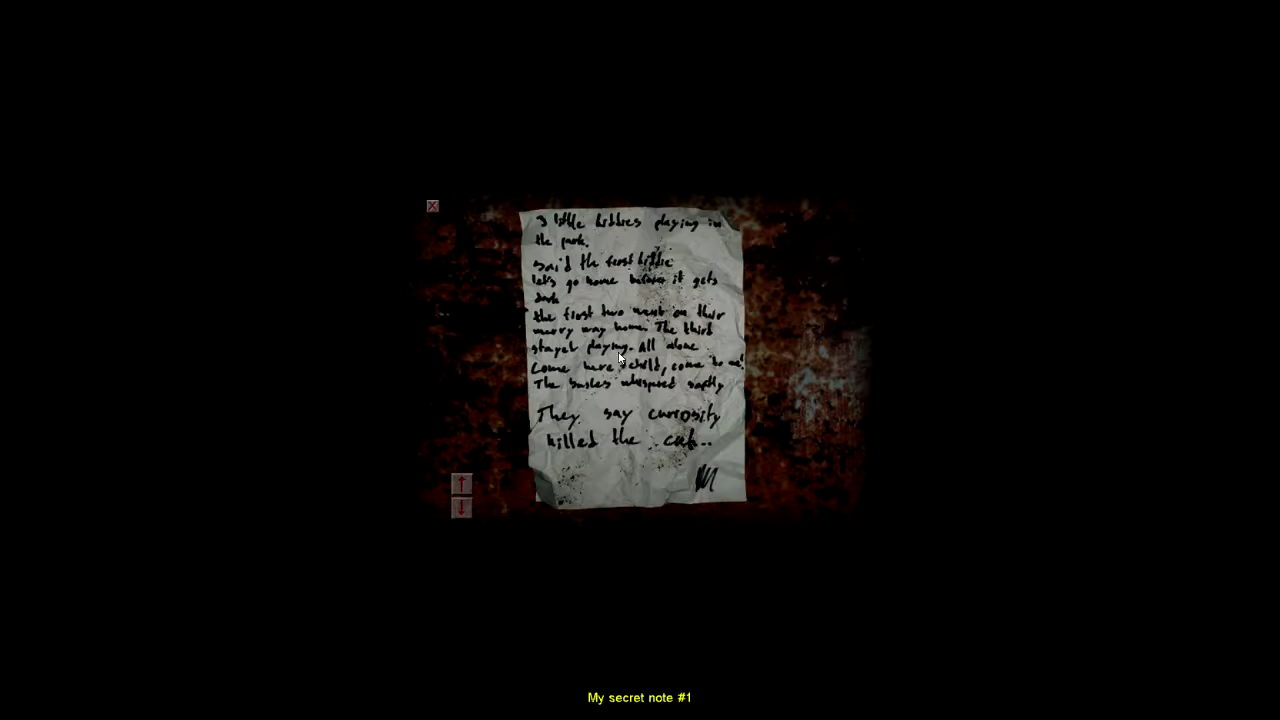 X
3 little kiddies playing in
the park.
said the first kiddie
let's go home before it gets
dark
the first two went on their
merry way home. The third
stayed playing. All alone
Come here child, come to me!
The bushes whispered softly
They say curiosity
killed the cat..
My secret note #1